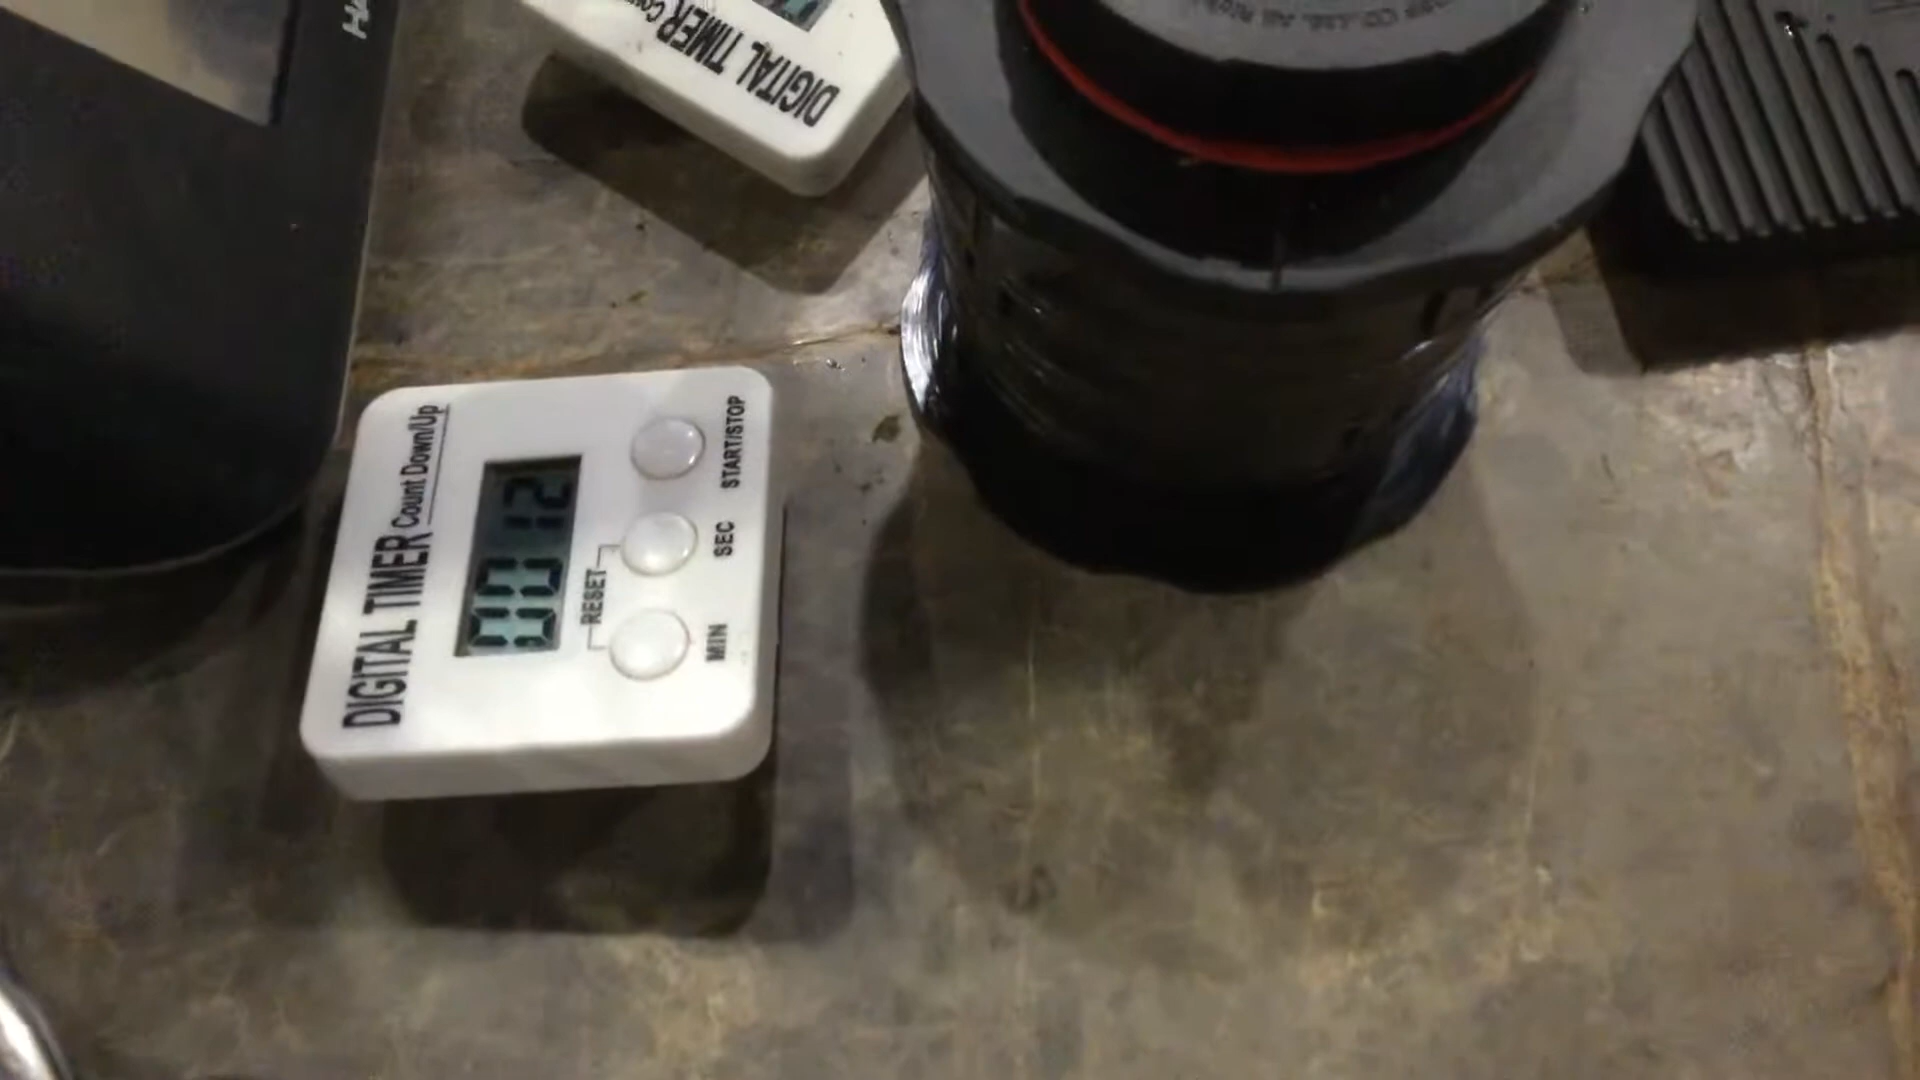 DIGITAL TIMER
DIGITAL TIMER Count Down/Up
00 12
RESET
MIN
SEC
START/STOP